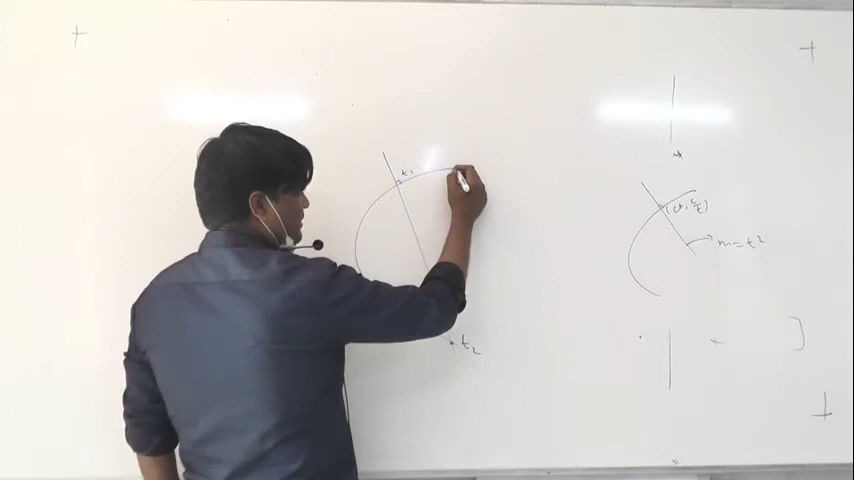 t₁
t₂
(ct, c/t)
m = t²